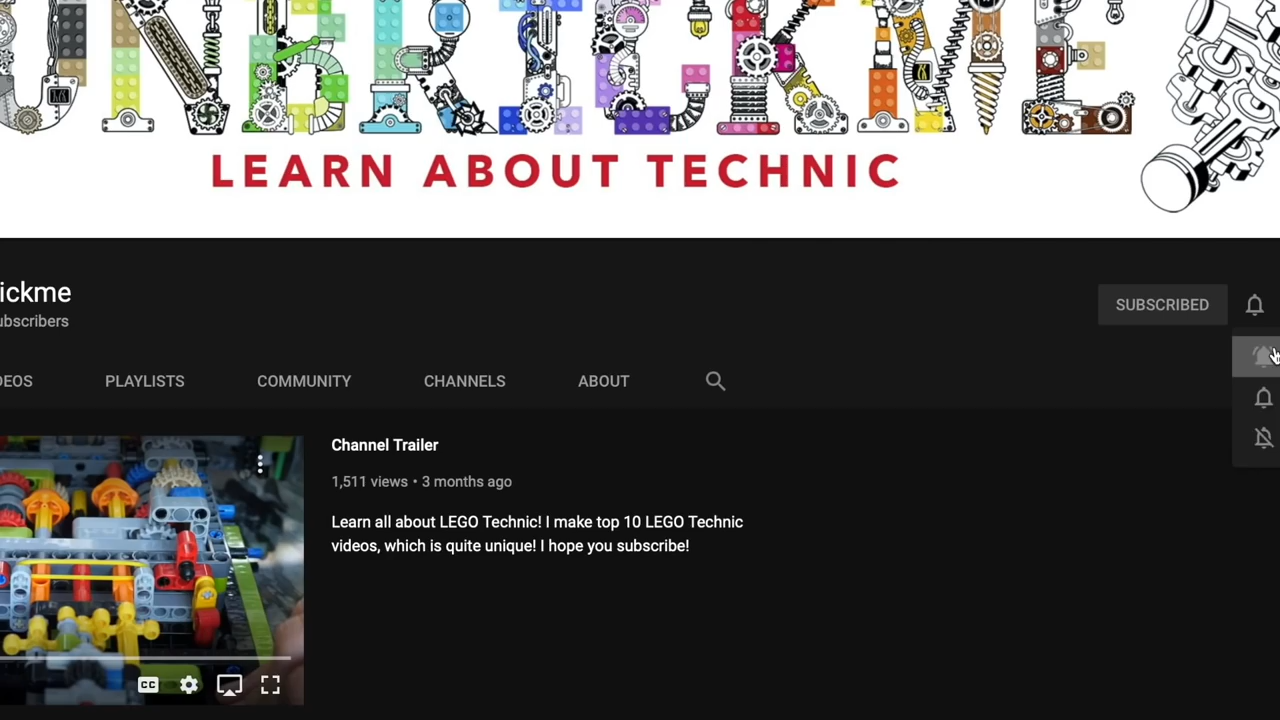 LEARN ABOUT TECHNIC
ickme
SUBSCRIBED
ubscribers
DEOS
PLAYLISTS
COMMUNITY
CHANNELS
ABOUT
Channel Trailer
1,511 views • 3 months ago
Learn all about LEGO Technic! I make top 10 LEGO Technic
videos, which is quite unique! I hope you subscribe!
CC